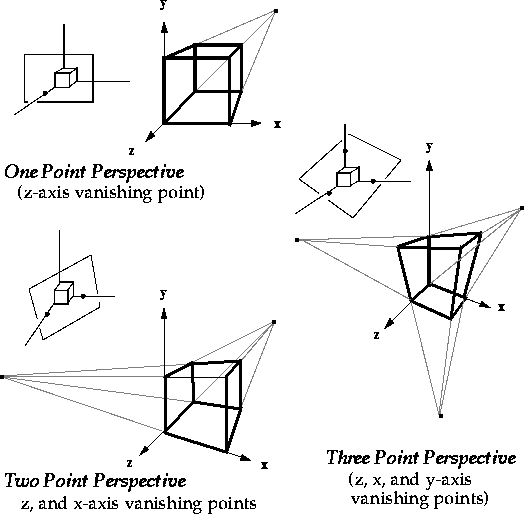 y
x
z
One Point Perspective
(z-axis vanishing point)
y
x
z
Two Point Perspective
z, and x-axis vanishing points
y
x
z
Three Point Perspective
(z, x, and y-axis
vanishing points)